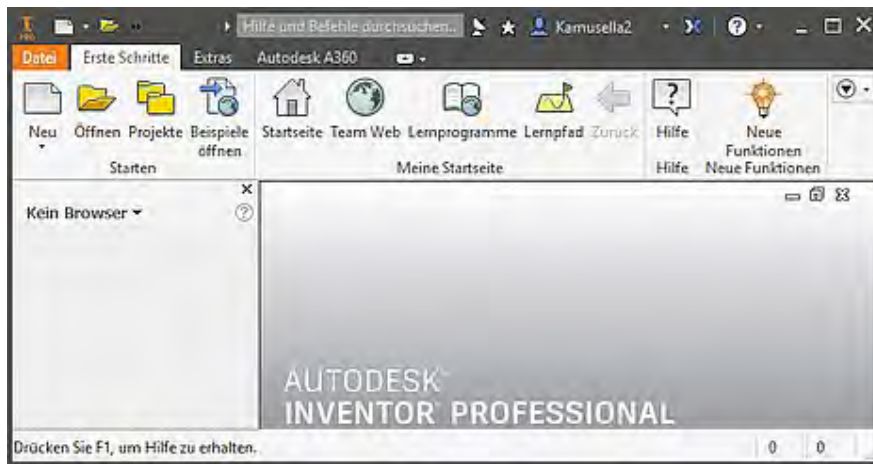 PRO Hilfe und Befehle durchsuchen... Kamusella2
Datei Erste Schritte Extras Autodesk A360
Neu Öffnen Projekte Beispiele öffnen Startseite Team Web Lernprogramme Lernpfad Zurück Hilfe Neue Funktionen
Starten Meine Startseite Hilfe Neue Funktionen
Kein Browser
AUTODESK™
INVENTOR® PROFESSIONAL
Drücken Sie F1, um Hilfe zu erhalten. 0 0